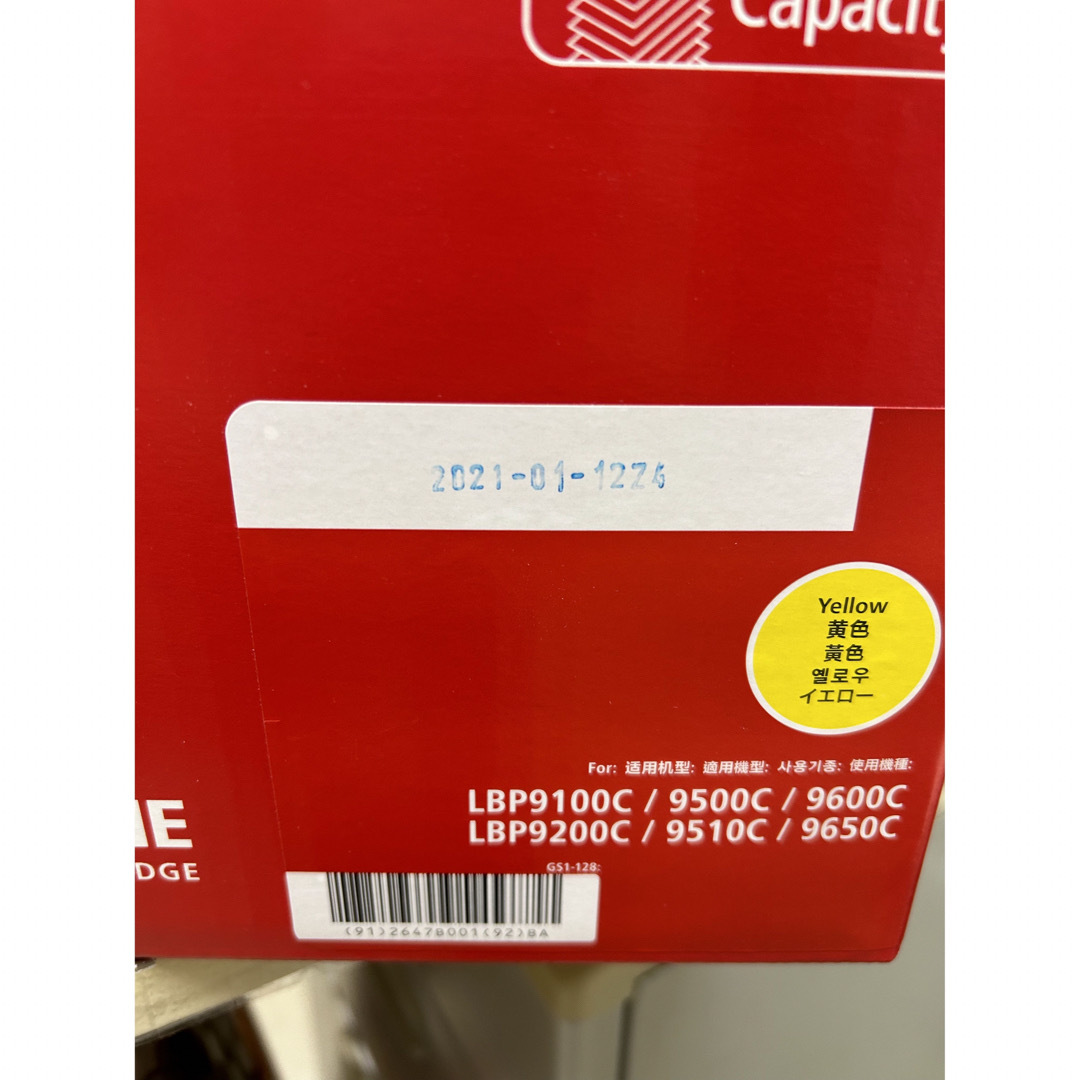 Capacity
2021-01-1224
Yellow
黄色
黃色
옐로우
イエロー
For: 适用机型: 適用機型: 사용기종: 使用機種:
LBP9100C / 9500C / 9600C
LBP9200C / 9510C / 9650C
DGE
GS1-128:
(91)2647B001(92)BA